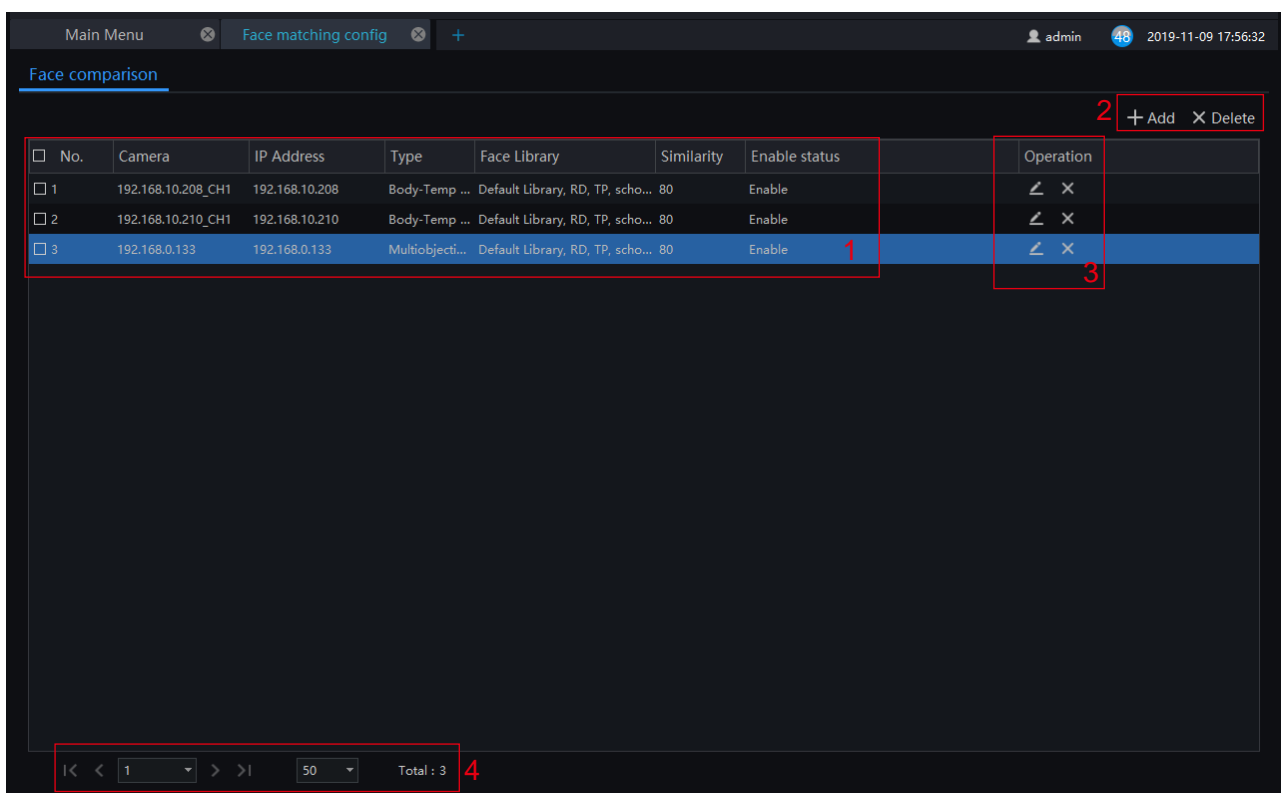 Main Menu Face matching config + admin 48 2019-11-09 17:56:32
Face comparison
2 Add Delete
No. Camera IP Address Type Face Library Similarity Enable status Operation
1 192.168.10.208_CH1 192.168.10.208 Body-Temp ... Default Library, RD, TP, scho... 80 Enable
2 192.168.10.210_CH1 192.168.10.210 Body-Temp ... Default Library, RD, TP, scho... 80 Enable
3 192.168.0.133 192.168.0.133 Multiobjecti... Default Library, RD, TP, scho... 80 Enable 1
3
1 50 Total : 3 4